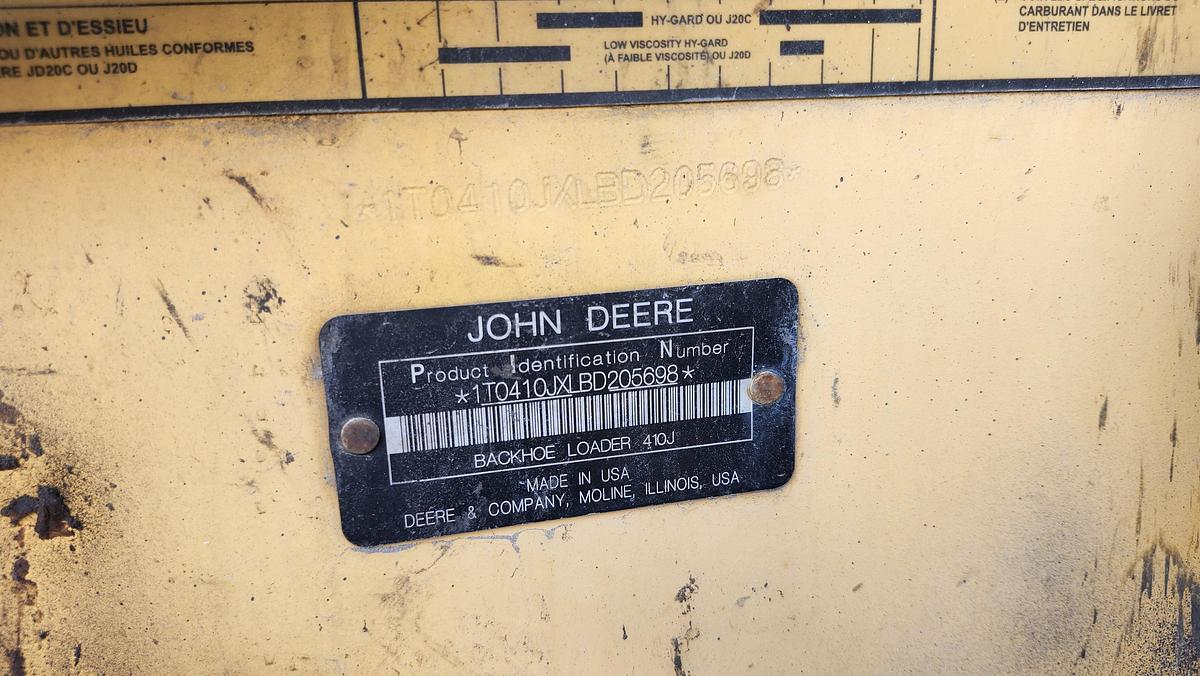 ON ET D'ESSIEU
OU D'AUTRES HUILES CONFORMES
RE JD20C OU J20D
HY-GARD OU J20C
LOW VISCOSITY HY-GARD
(À FAIBLE VISCOSITÉ) OU J20D
CARBURANT DANS LE LIVRET
D'ENTRETIEN
*1T0410JXLBD205698*
JOHN DEERE
Product Identification Number
*1T0410JXLBD205698*
BACKHOE LOADER 410J
MADE IN USA
DEERE & COMPANY, MOLINE, ILLINOIS, USA